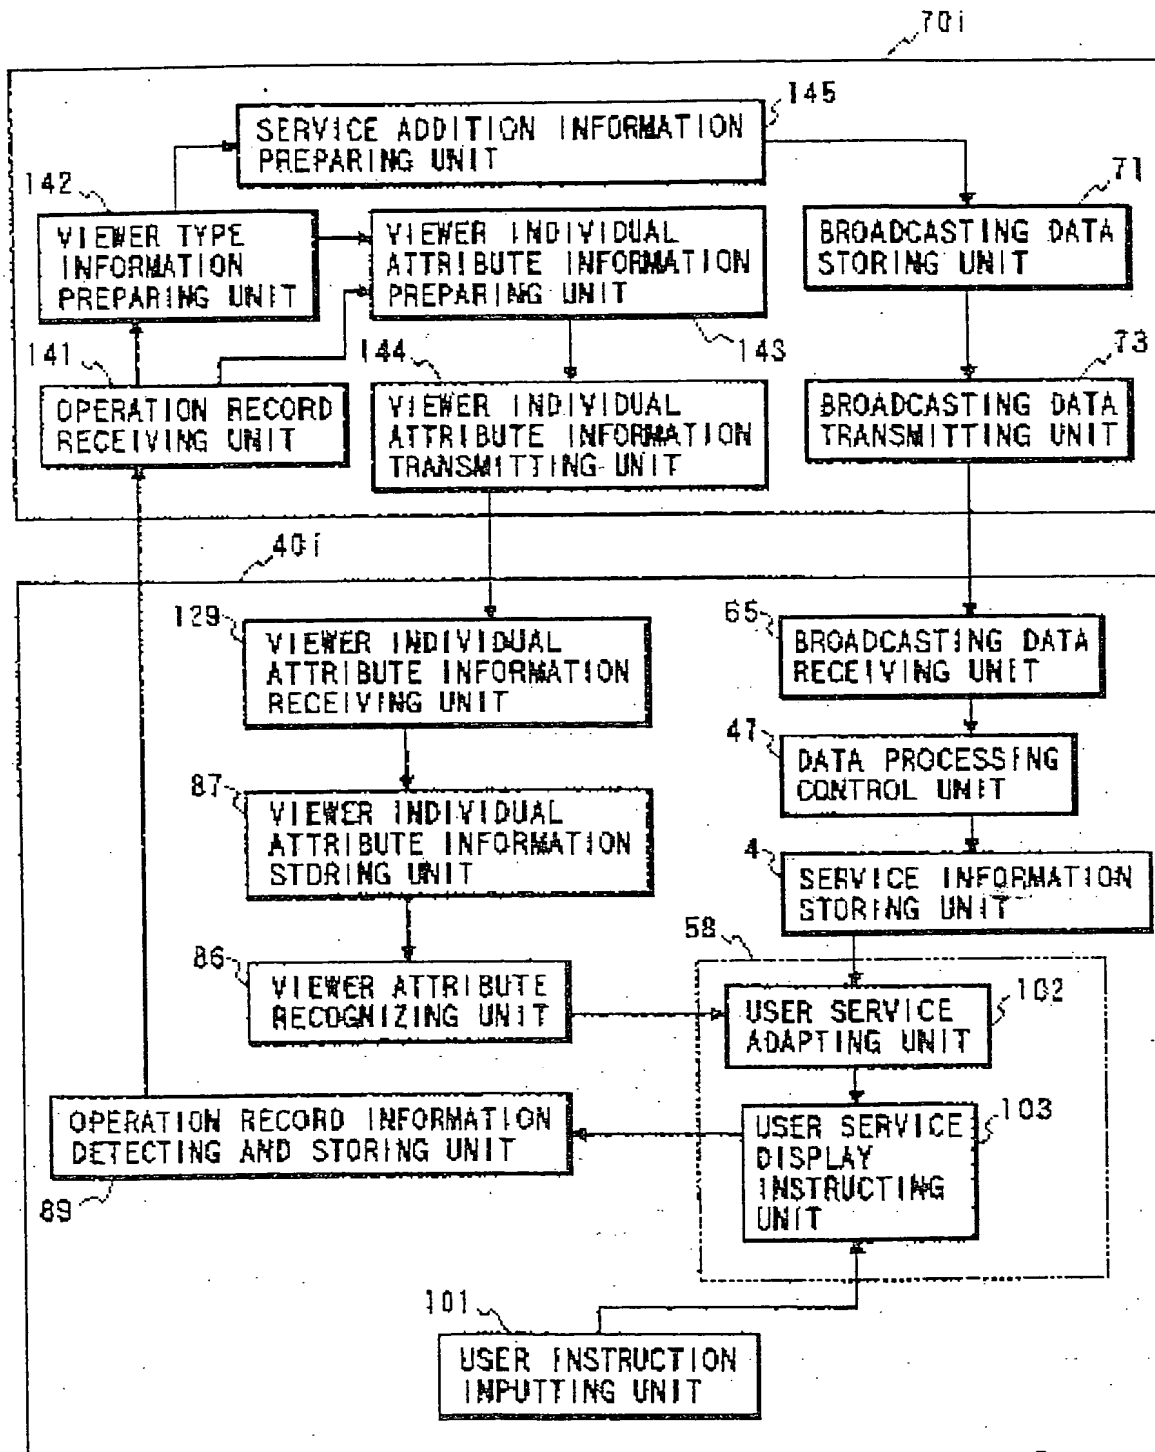 70i
145
SERVICE ADDITION INFORMATION
PREPARING UNIT
142
VIEWER TYPE
INFORMATION
PREPARING UNIT
VIEWER INDIVIDUAL
ATTRIBUTE INFORMATION
PREPARING UNIT
143
71
BROADCASTING DATA
STORING UNIT
141
OPERATION RECORD
RECEIVING UNIT
144
VIEWER INDIVIDUAL
ATTRIBUTE INFORMATION
TRANSMITTING UNIT
73
BROADCASTING DATA
TRANSMITTING UNIT
40i
129
VIEWER INDIVIDUAL
ATTRIBUTE INFORMATION
RECEIVING UNIT
65
BROADCASTING DATA
RECEIVING UNIT
47
DATA PROCESSING
CONTROL UNIT
87
VIEWER INDIVIDUAL
ATTRIBUTE INFORMATION
STORING UNIT
4
SERVICE INFORMATION
STORING UNIT
58
86
VIEWER ATTRIBUTE
RECOGNIZING UNIT
102
USER SERVICE
ADAPTING UNIT
OPERATION RECORD INFORMATION
DETECTING AND STORING UNIT
89
103
USER SERVICE
DISPLAY
INSTRUCTING
UNIT
101
USER INSTRUCTION
INPUTTING UNIT